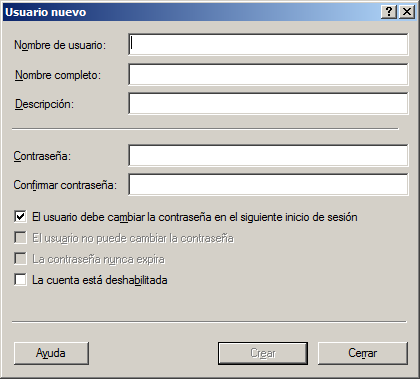 Usuario nuevo
Nombre de usuario:
Nombre completo:
Descripción:
Contraseña:
Confirmar contraseña:
El usuario debe cambiar la contraseña en el siguiente inicio de sesión
El usuario no puede cambiar la contraseña
La contraseña nunca expira
La cuenta está deshabilitada
Ayuda Crear Cerrar